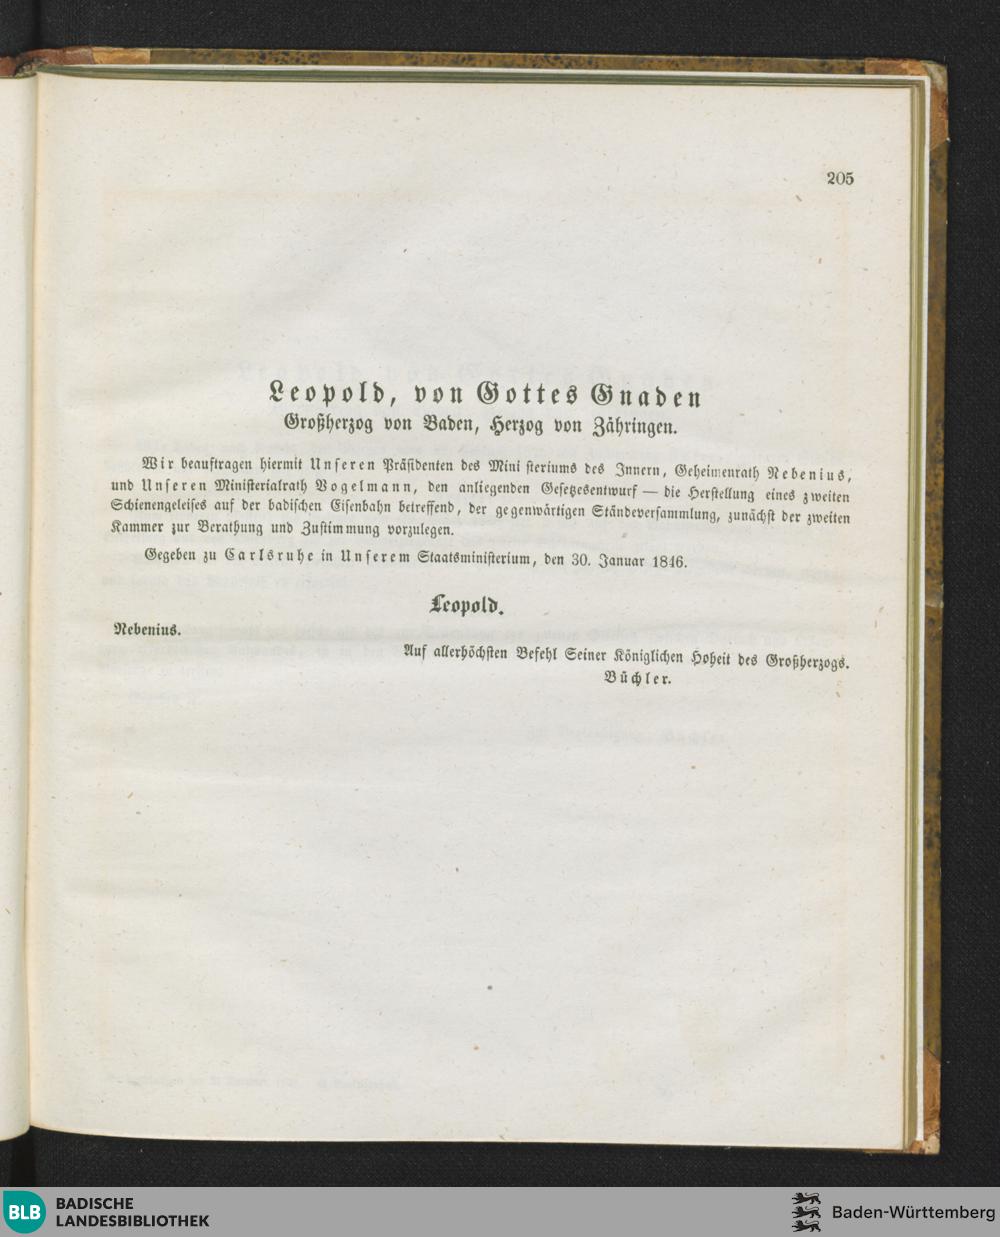 205
Leopold, von Gottes Gnaden
Großherzog von Baden, Herzog von Zähringen.
Wir beauftragen hiermit Unseren Präsidenten des Ministeriums des Innern, Geheimenrath Nebenius,
und Unseren Ministerialrath Vogelmann, den anliegenden Gesetzesentwurf — die Herstellung eines zweiten
Schienengeleises auf der badischen Eisenbahn betreffend, der gegenwärtigen Ständeversammlung, zunächst der zweiten
Kammer zur Berathung und Zustimmung vorzulegen.
Gegeben zu Carlsruhe in Unserem Staatsministerium, den 30. Januar 1846.
Leopold.
Nebenius.
Auf allerhöchsten Befehl Seiner Königlichen Hoheit des Großherzogs.
Büchler.
BLB BADISCHE
LANDESBIBLIOTHEK
Baden-Württemberg